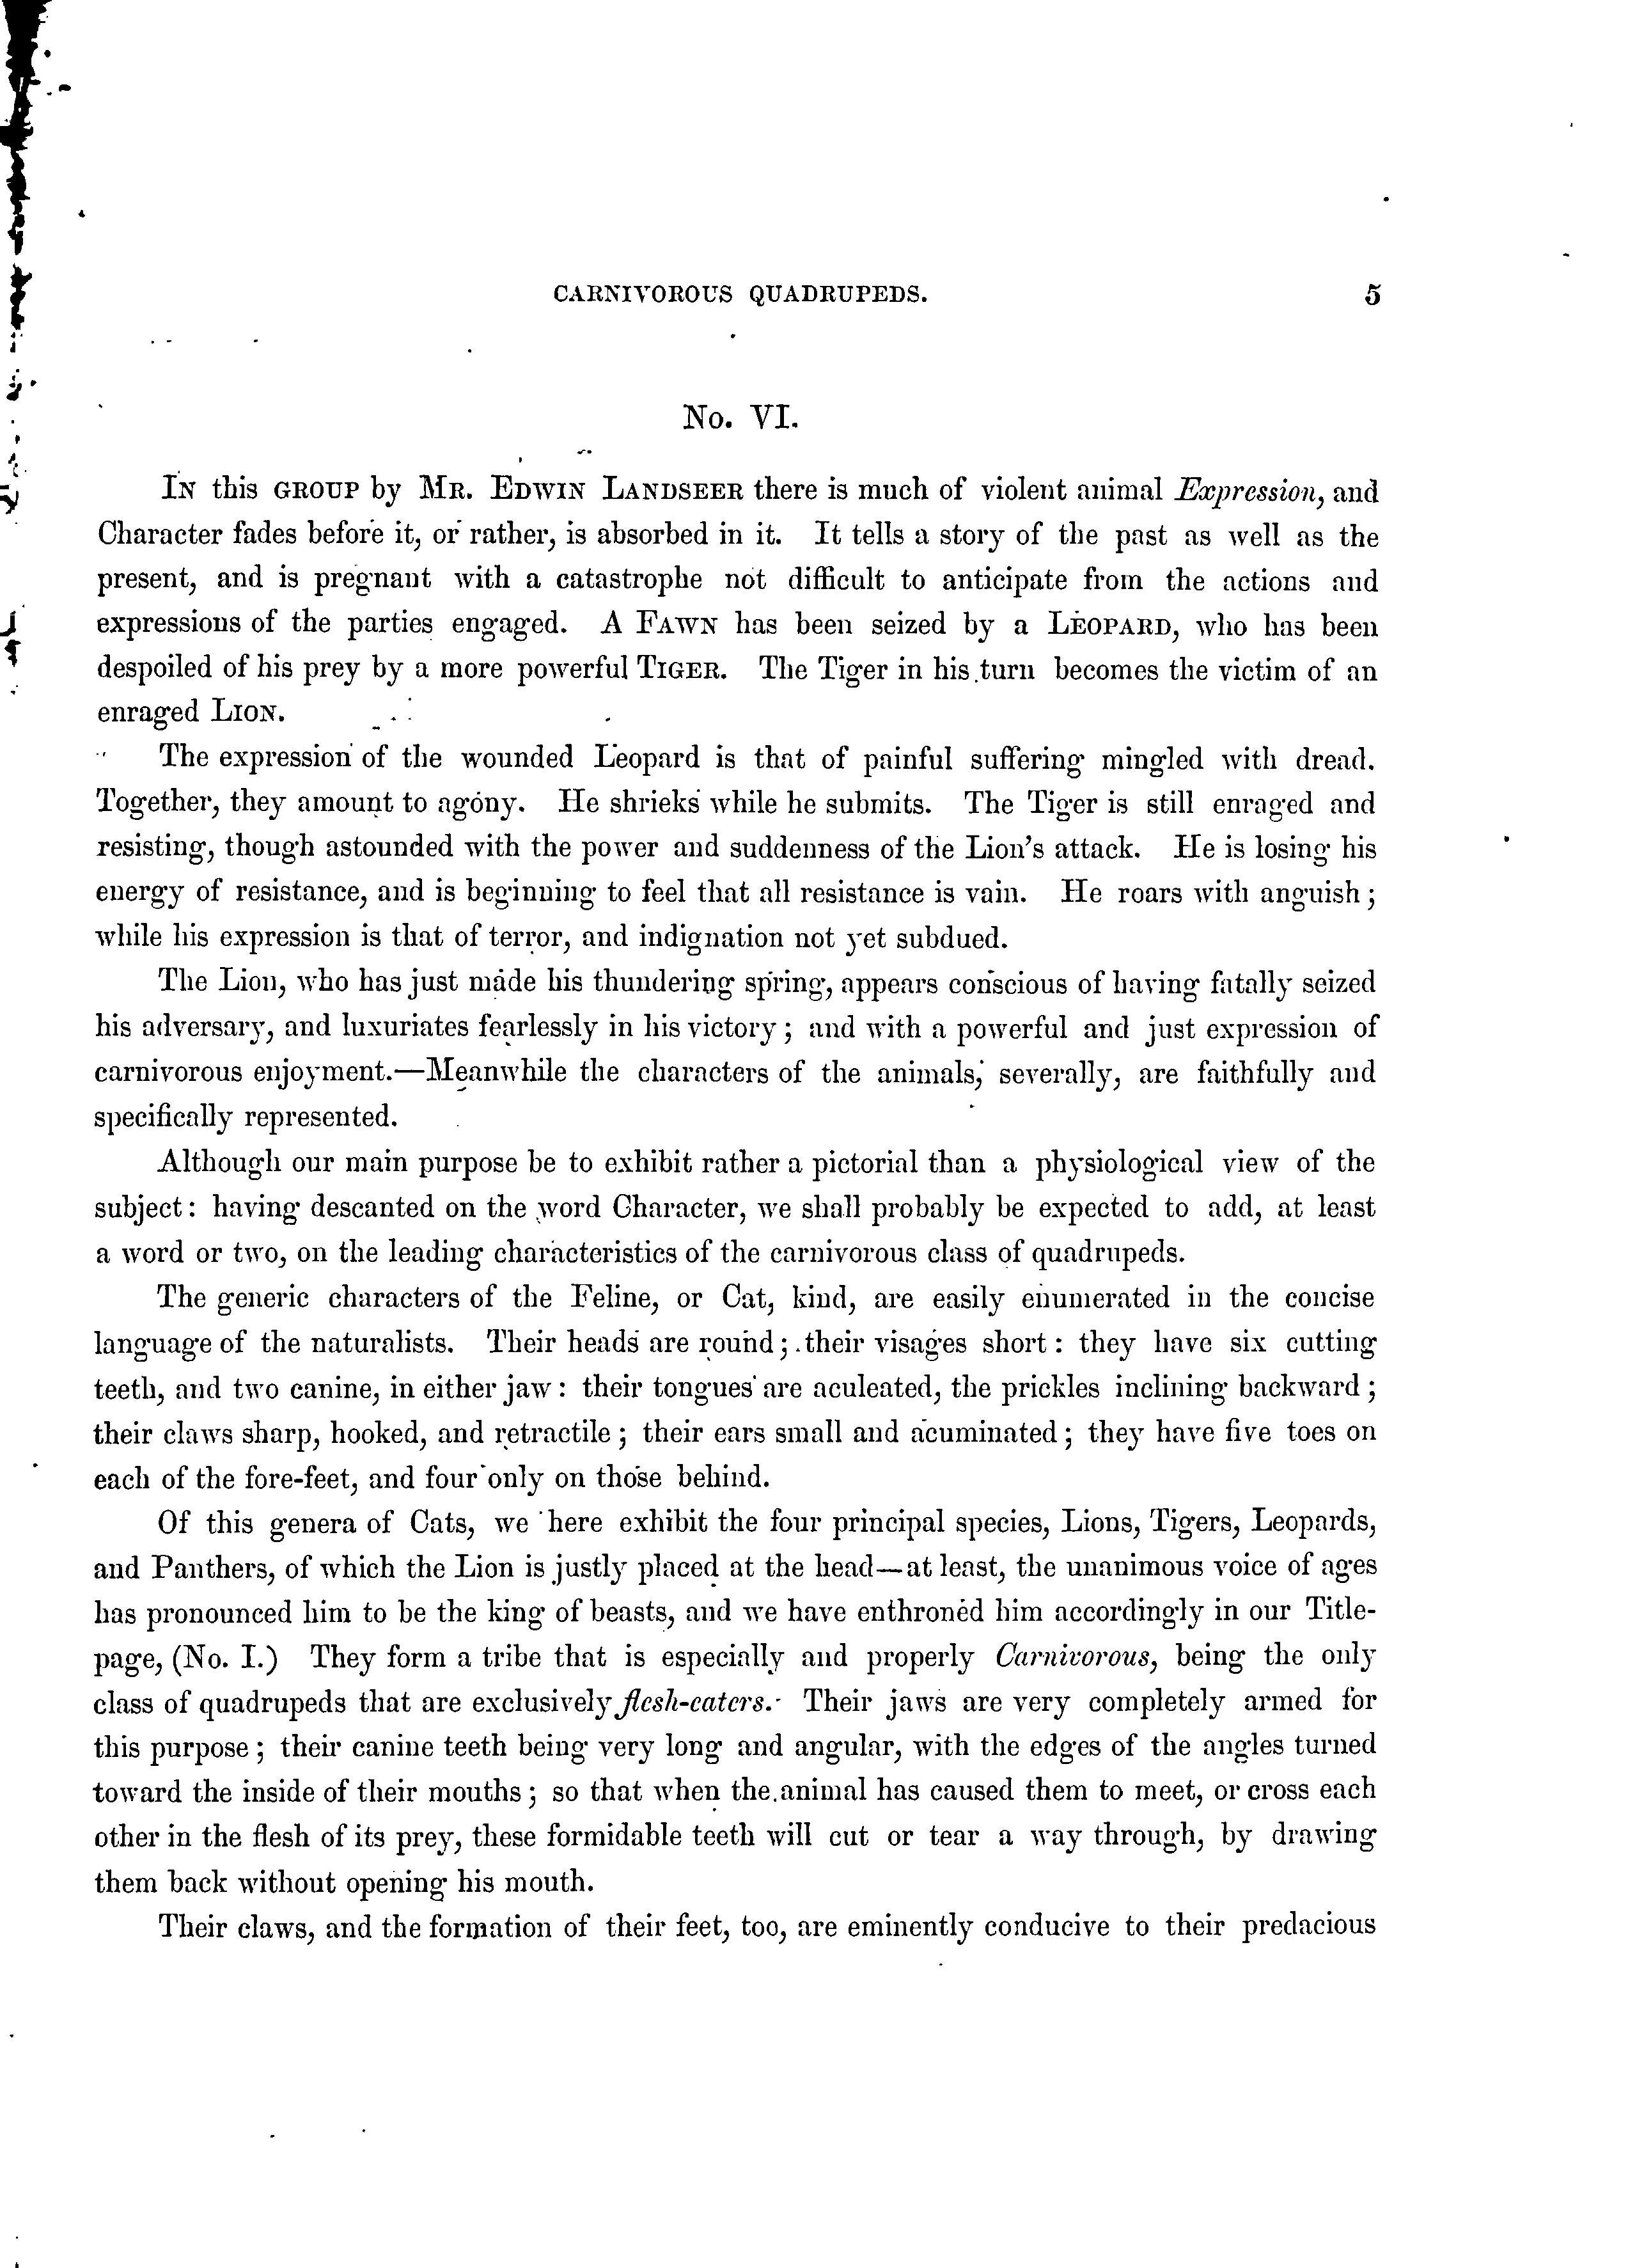 CARNIVOROUS QUADRUPEDS. 5
No. VI.
IN this GROUP by MR. EDWIN LANDSEER there is much of violent animal Expression, and
Character fades before it, or rather, is absorbed in it. It tells a story of the past as well as the
present, and is pregnant with a catastrophe not difficult to anticipate from the actions and
expressions of the parties engaged. A FAWN has been seized by a LEOPARD, who has been
despoiled of his prey by a more powerful TIGER. The Tiger in his turn becomes the victim of an
enraged LION.
The expression of the wounded Leopard is that of painful suffering mingled with dread.
Together, they amount to agony. He shrieks while he submits. The Tiger is still enraged and
resisting, though astounded with the power and suddenness of the Lion's attack. He is losing his
energy of resistance, and is beginning to feel that all resistance is vain. He roars with anguish;
while his expression is that of terror, and indignation not yet subdued.
The Lion, who has just made his thundering spring, appears conscious of having fatally seized
his adversary, and luxuriates fearlessly in his victory; and with a powerful and just expression of
carnivorous enjoyment.—Meanwhile the characters of the animals, severally, are faithfully and
specifically represented.
Although our main purpose be to exhibit rather a pictorial than a physiological view of the
subject: having descanted on the word Character, we shall probably be expected to add, at least
a word or two, on the leading characteristics of the carnivorous class of quadrupeds.
The generic characters of the Feline, or Cat, kind, are easily enumerated in the concise
language of the naturalists. Their heads are round; their visages short: they have six cutting
teeth, and two canine, in either jaw: their tongues are aculeated, the prickles inclining backward;
their claws sharp, hooked, and retractile; their ears small and acuminated; they have five toes on
each of the fore-feet, and four only on those behind.
Of this genera of Cats, we here exhibit the four principal species, Lions, Tigers, Leopards,
and Panthers, of which the Lion is justly placed at the head—at least, the unanimous voice of ages
has pronounced him to be the king of beasts, and we have enthroned him accordingly in our Title-
page, (No. I.) They form a tribe that is especially and properly Carnivorous, being the only
class of quadrupeds that are exclusively flesh-eaters. Their jaws are very completely armed for
this purpose; their canine teeth being very long and angular, with the edges of the angles turned
toward the inside of their mouths; so that when the animal has caused them to meet, or cross each
other in the flesh of its prey, these formidable teeth will cut or tear a way through, by drawing
them back without opening his mouth.
Their claws, and the formation of their feet, too, are eminently conducive to their predacious